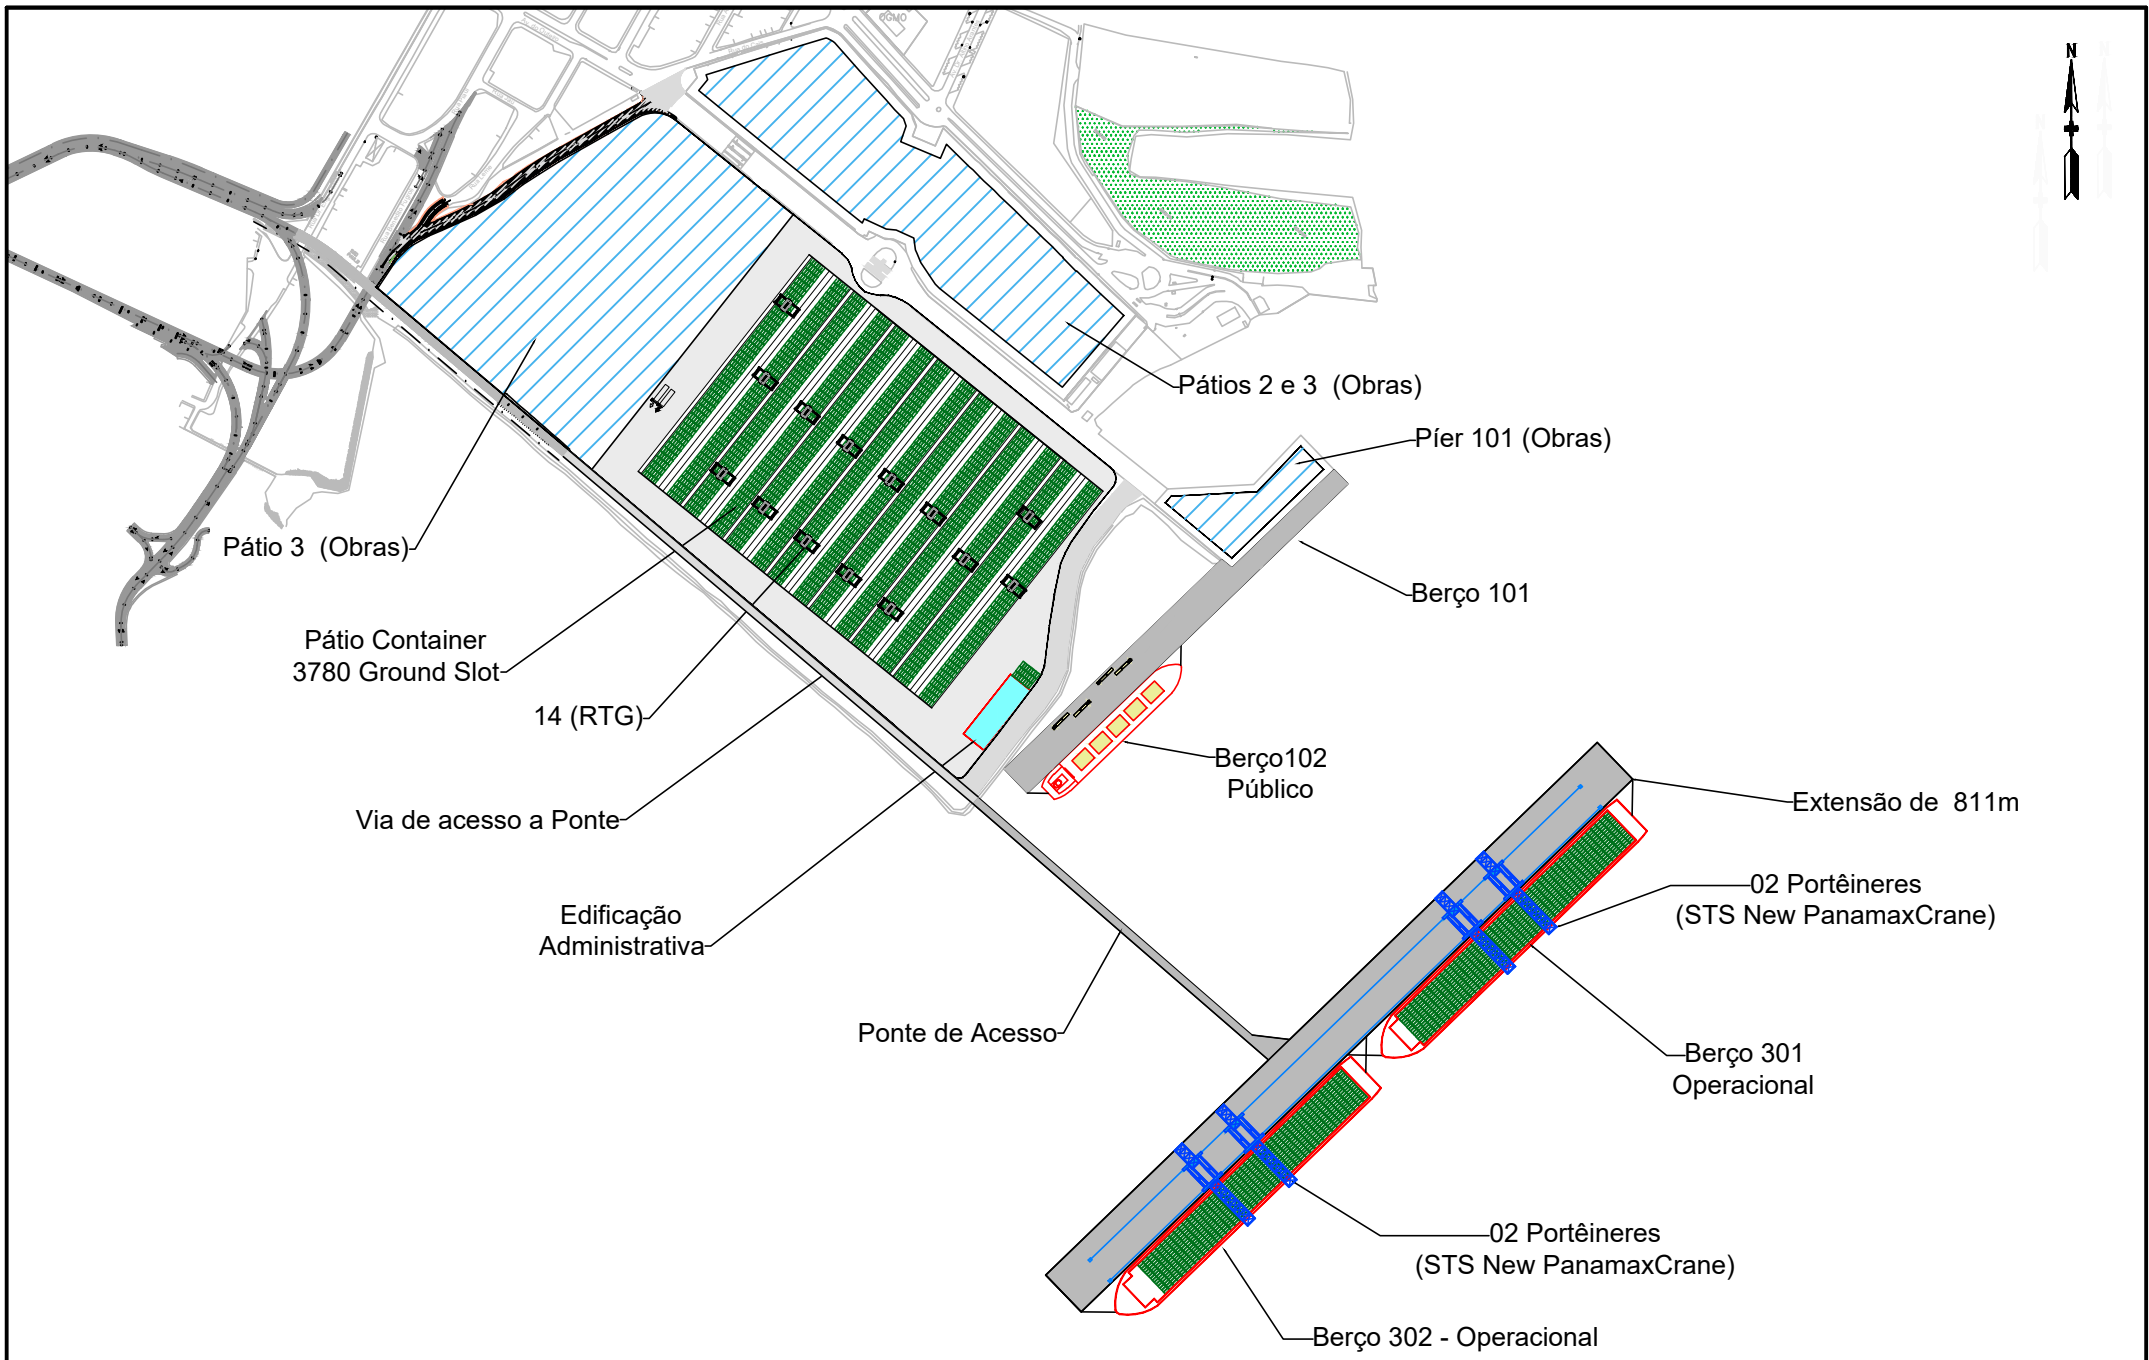 OGMO
N
Pátios 2 e 3  (Obras)
Píer 101 (Obras)
Pátio 3  (Obras)
Berço 101
Pátio Container
3780 Ground Slot
14 (RTG)
Berço102
Público
Via de acesso a Ponte
Extensão de  811m
02 Portêineres
(STS New PanamaxCrane)
Edificação
Administrativa
Ponte de Acesso
Berço 301
Operacional
02 Portêineres
(STS New PanamaxCrane)
Berço 302 - Operacional